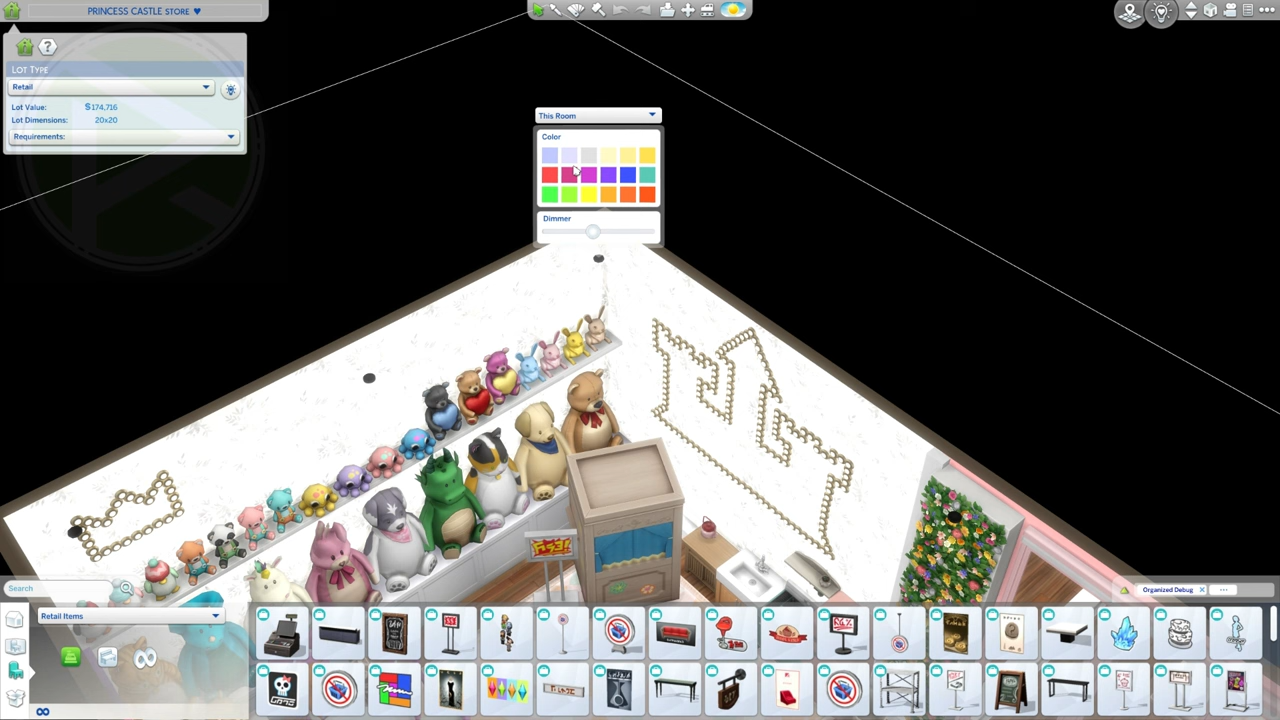 PRINCESS CASTLE STORE ♥
?
LOT TYPE
Retail
Lot Value: §174,716
Lot Dimensions: 20x20
Requirements:
This Room
Color
Dimmer
Search
Organized Debug
Retail Items